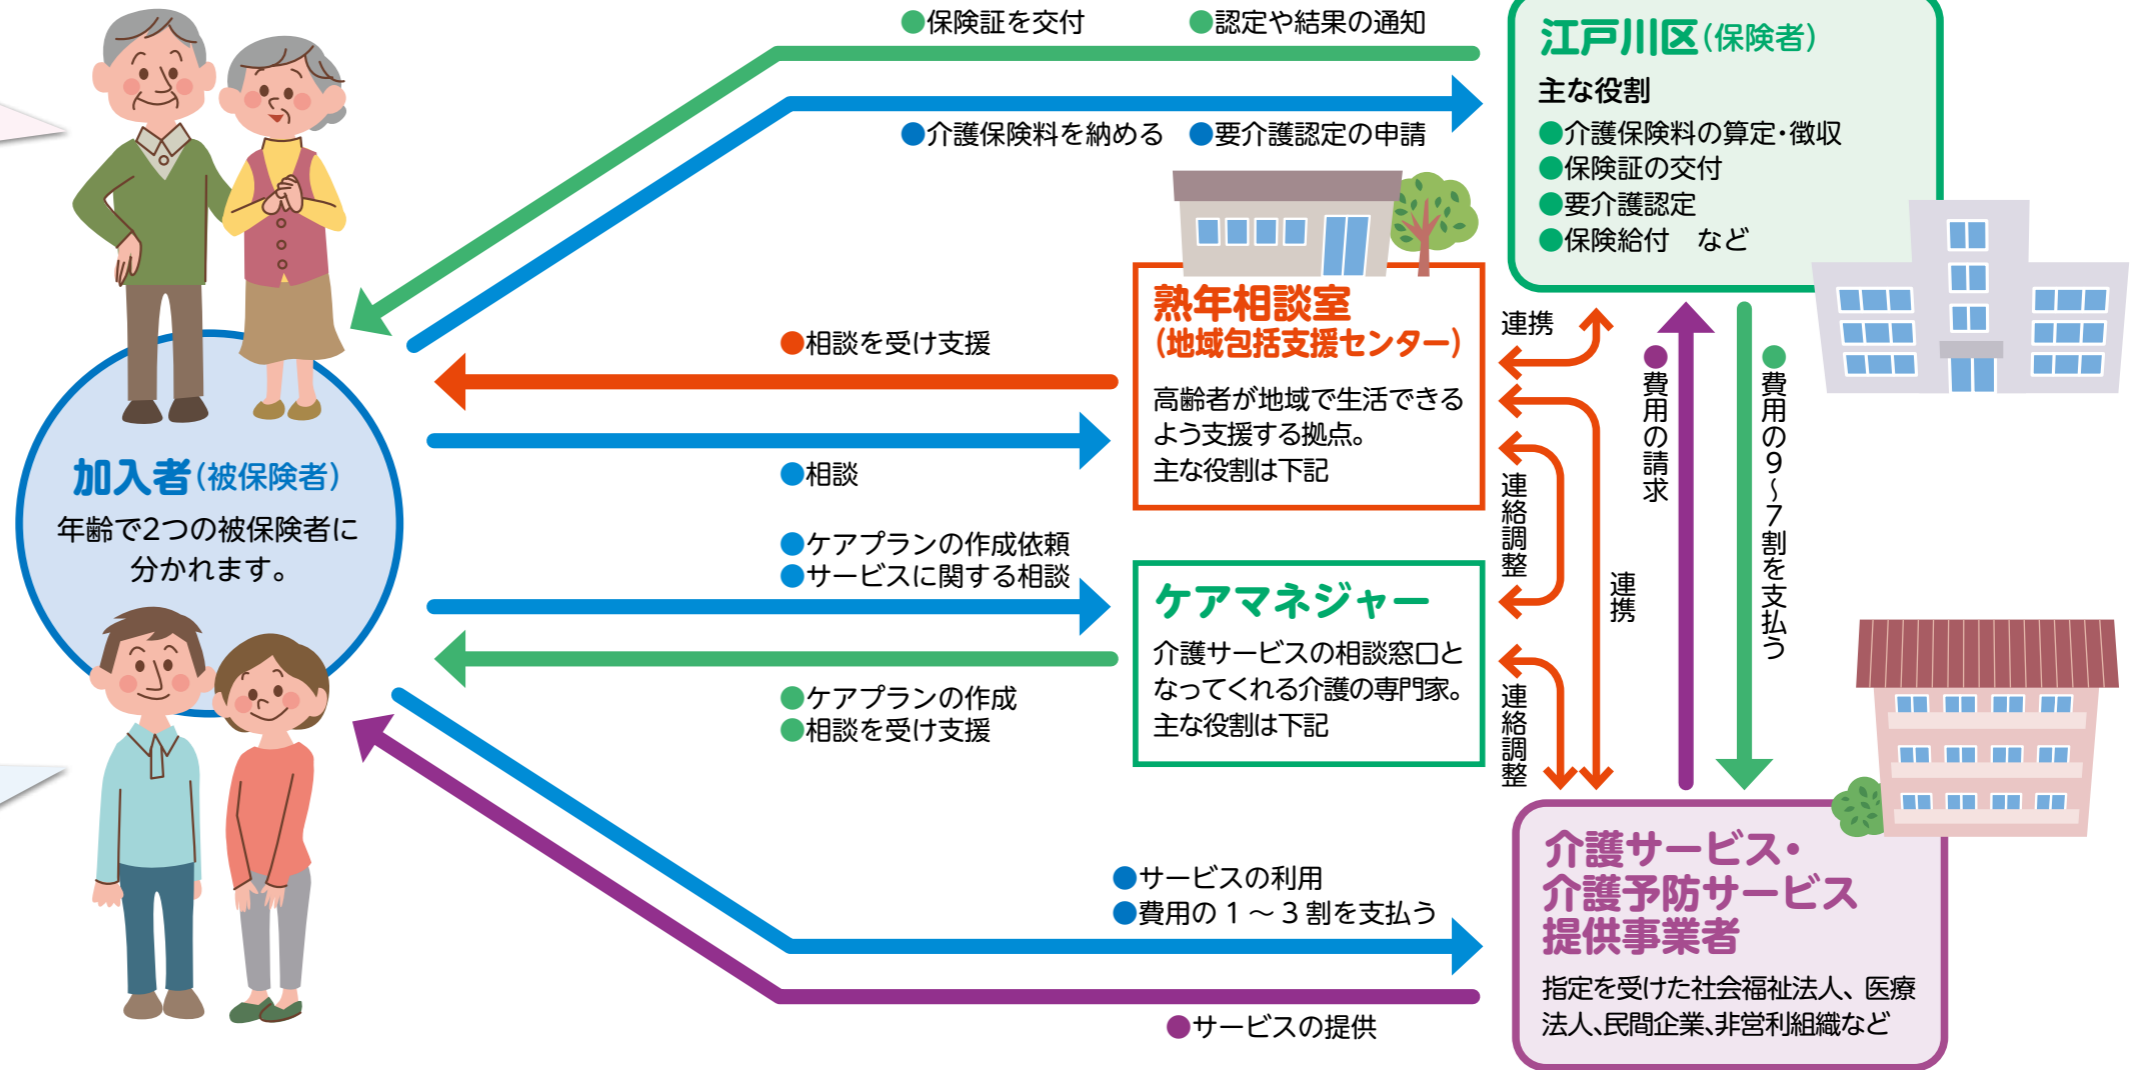 ●保険証を交付
●認定や結果の通知
●介護保険料を納める
●要介護認定の申請
江戸川区(保険者)
主な役割
●介護保険料の算定・徴収
●保険証の交付
●要介護認定
●保険給付　など
加入者(被保険者)
年齢で2つの被保険者に
分かれます。
●相談を受け支援
●相談
熟年相談室
(地域包括支援センター)
高齢者が地域で生活できる
よう支援する拠点。
主な役割は下記
●ケアプランの作成依頼
●サービスに関する相談
ケアマネジャー
介護サービスの相談窓口と
なってくれる介護の専門家。
主な役割は下記
●ケアプランの作成
●相談を受け支援
連携
連絡調整
連携
連絡調整
●費用の請求
●費用の9～7割を支払う
●サービスの利用
●費用の1～3割を支払う
●サービスの提供
介護サービス・
介護予防サービス
提供事業者
指定を受けた社会福祉法人、医療
法人、民間企業、非営利組織など